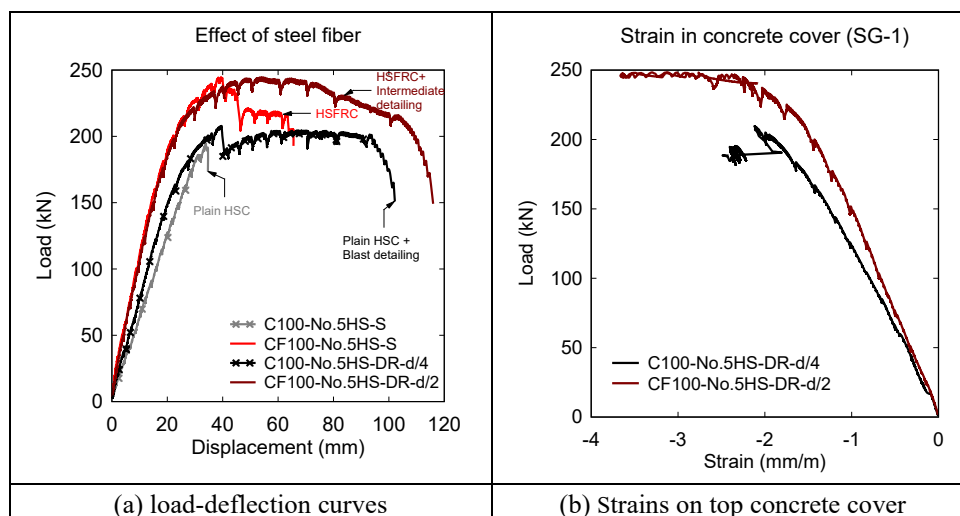 Effect of steel fiber
250
200
150
100
50
0
Load (kN)
HSFRC+
Intermediate
detailing
HSFRC
Plain HSC
Plain HSC +
Blast detailing
C100-No.5HS-S
CF100-No.5HS-S
C100-No.5HS-DR-d/4
CF100-No.5HS-DR-d/2
0 20 40 60 80 100 120
Displacement (mm)
Strain in concrete cover (SG-1)
250
200
150
100
50
0
Load (kN)
C100-No.5HS-DR-d/4
CF100-No.5HS-DR-d/2
-4 -3 -2 -1 0
Strain (mm/m)
(a) load-deflection curves
(b) Strains on top concrete cover